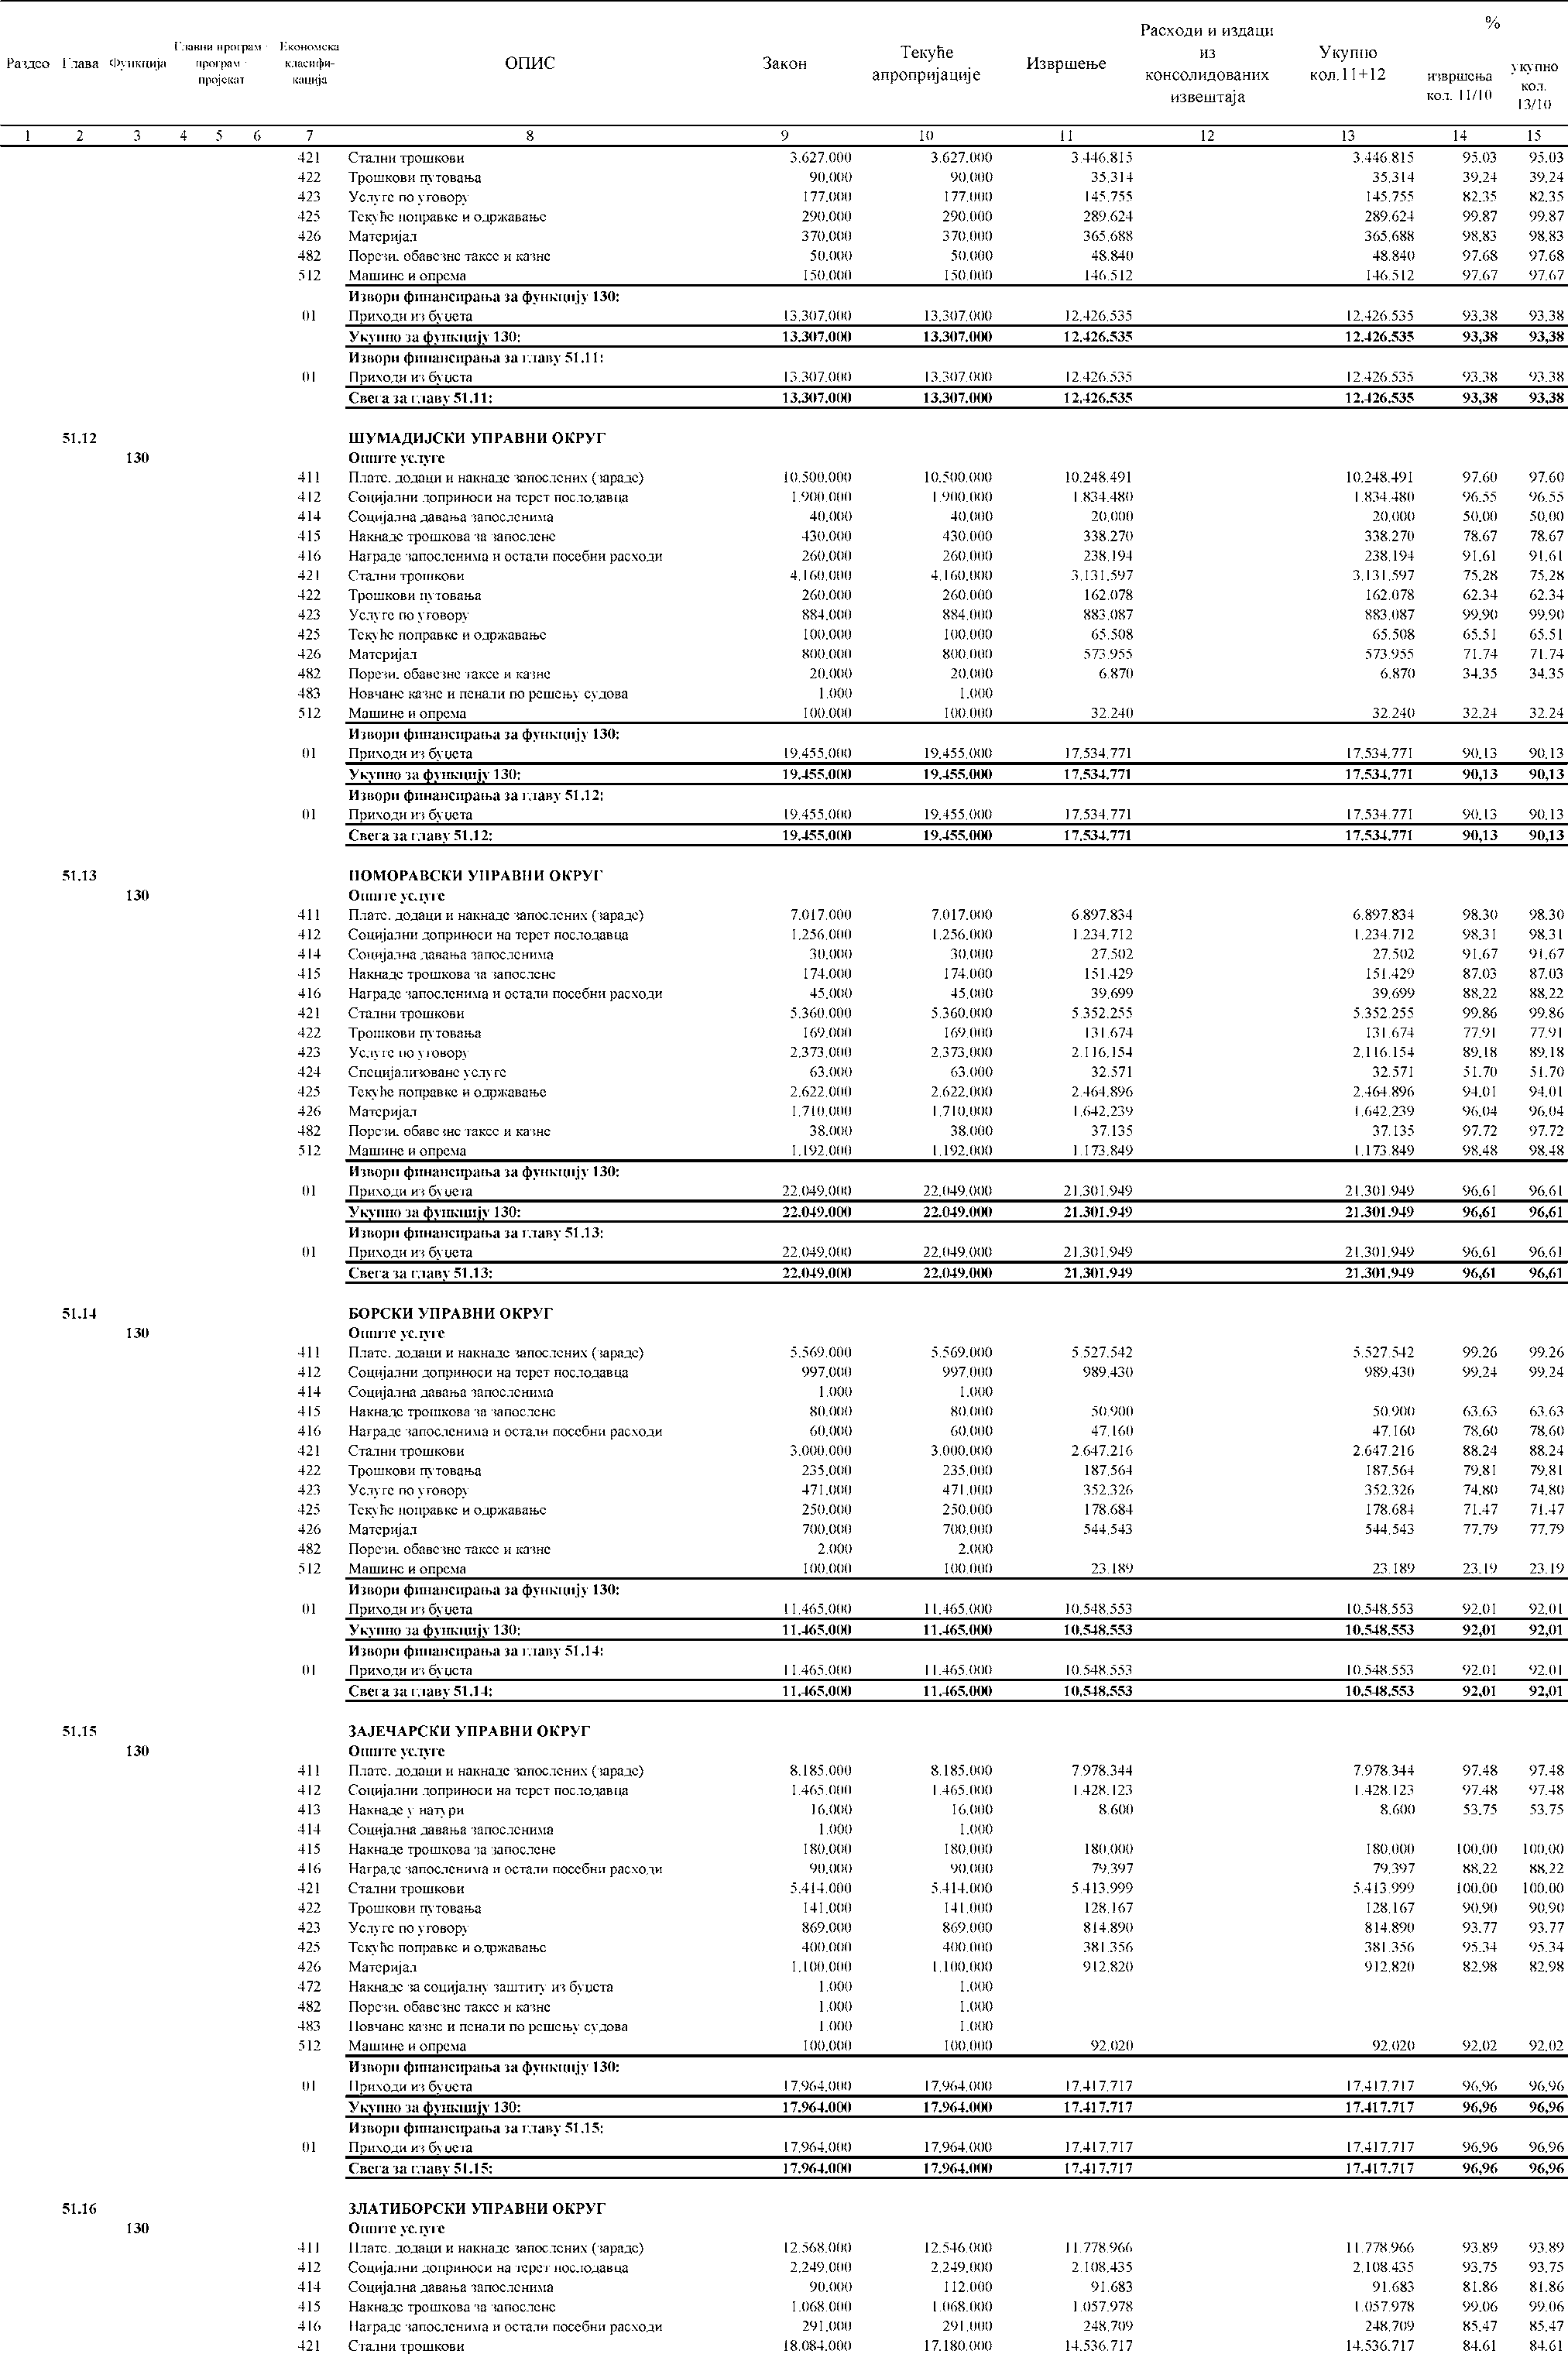 Раздео Глава Функција Главни програм · програм · пројекат Економска класифи-кација ОПИС Закон Текуће апропријације Извршење Расходи и издаци из консолидованих извештаја Укупно кол.11+12 % извршења кол. 11/10 укупно кол. 13/10
1 2 3 4 5 6 7 8 9 10 11 12 13 14 15
421 Стални трошкови 3.627.000 3.627.000 3.446.815 3.446.815 95,03 95,03
422 Трошкови путовања 90.000 90.000 35.314 35.314 39,24 39,24
423 Услуге по уговору 177.000 177.000 145.755 145.755 82,35 82,35
425 Текуће поправке и одржавање 290.000 290.000 289.624 289.624 99,87 99,87
426 Материјал 370.000 370.000 365.688 365.688 98,83 98,83
482 Порези, обавезне таксе и казне 50.000 50.000 48.840 48.840 97,68 97,68
512 Машине и опрема 150.000 150.000 146.512 146.512 97,67 97,67
Извори финансирања за функцију 130:
01 Приходи из буџета 13.307.000 13.307.000 12.426.535 12.426.535 93,38 93,38
Укупно за функцију 130: 13.307.000 13.307.000 12.426.535 12.426.535 93,38 93,38
Извори финансирања за главу 51.11:
01 Приходи из буџета 13.307.000 13.307.000 12.426.535 12.426.535 93,38 93,38
Свега за главу 51.11: 13.307.000 13.307.000 12.426.535 12.426.535 93,38 93,38
51.12 ШУМАДИЈСКИ УПРАВНИ ОКРУГ
130 Опште услуге
411 Плате, додаци и накнаде запослених (зараде) 10.500.000 10.500.000 10.248.491 10.248.491 97,60 97,60
412 Социјални доприноси на терет послодавца 1.900.000 1.900.000 1.834.480 1.834.480 96,55 96,55
414 Социјална давања запосленима 40.000 40.000 20.000 20.000 50,00 50,00
415 Накнаде трошкова за запослене 430.000 430.000 338.270 338.270 78,67 78,67
416 Награде запосленима и остали посебни расходи 260.000 260.000 238.194 238.194 91,61 91,61
421 Стални трошкови 4.160.000 4.160.000 3.131.597 3.131.597 75,28 75,28
422 Трошкови путовања 260.000 260.000 162.078 162.078 62,34 62,34
423 Услуге по уговору 884.000 884.000 883.087 883.087 99,90 99,90
425 Текуће поправке и одржавање 100.000 100.000 65.508 65.508 65,51 65,51
426 Материјал 800.000 800.000 573.955 573.955 71,74 71,74
482 Порези, обавезне таксе и казне 20.000 20.000 6.870 6.870 34,35 34,35
483 Новчане казне и пенали по решењу судова 1.000 1.000
512 Машине и опрема 100.000 100.000 32.240 32.240 32,24 32,24
Извори финансирања за функцију 130:
01 Приходи из буџета 19.455.000 19.455.000 17.534.771 17.534.771 90,13 90,13
Укупно за функцију 130: 19.455.000 19.455.000 17.534.771 17.534.771 90,13 90,13
Извори финансирања за главу 51.12:
01 Приходи из буџета 19.455.000 19.455.000 17.534.771 17.534.771 90,13 90,13
Свега за главу 51.12: 19.455.000 19.455.000 17.534.771 17.534.771 90,13 90,13
51.13 ПОМОРАВСКИ УПРАВНИ ОКРУГ
130 Опште услуге
411 Плате, додаци и накнаде запослених (зараде) 7.017.000 7.017.000 6.897.834 6.897.834 98,30 98,30
412 Социјални доприноси на терет послодавца 1.256.000 1.256.000 1.234.712 1.234.712 98,31 98,31
414 Социјална давања запосленима 30.000 30.000 27.502 27.502 91,67 91,67
415 Накнаде трошкова за запослене 174.000 174.000 151.429 151.429 87,03 87,03
416 Награде запосленима и остали посебни расходи 45.000 45.000 39.699 39.699 88,22 88,22
421 Стални трошкови 5.360.000 5.360.000 5.352.255 5.352.255 99,86 99,86
422 Трошкови путовања 169.000 169.000 131.674 131.674 77,91 77,91
423 Услуге по уговору 2.373.000 2.373.000 2.116.154 2.116.154 89,18 89,18
424 Специјализоване услуге 63.000 63.000 32.571 32.571 51,70 51,70
425 Текуће поправке и одржавање 2.622.000 2.622.000 2.464.896 2.464.896 94,01 94,01
426 Материјал 1.710.000 1.710.000 1.642.239 1.642.239 96,04 96,04
482 Порези, обавезне таксе и казне 38.000 38.000 37.135 37.135 97,72 97,72
512 Машине и опрема 1.192.000 1.192.000 1.173.849 1.173.849 98,48 98,48
Извори финансирања за функцију 130:
01 Приходи из буџета 22.049.000 22.049.000 21.301.949 21.301.949 96,61 96,61
Укупно за функцију 130: 22.049.000 22.049.000 21.301.949 21.301.949 96,61 96,61
Извори финансирања за главу 51.13:
01 Приходи из буџета 22.049.000 22.049.000 21.301.949 21.301.949 96,61 96,61
Свега за главу 51.13: 22.049.000 22.049.000 21.301.949 21.301.949 96,61 96,61
51.14 БОРСКИ УПРАВНИ ОКРУГ
130 Опште услуге
411 Плате, додаци и накнаде запослених (зараде) 5.569.000 5.569.000 5.527.542 5.527.542 99,26 99,26
412 Социјални доприноси на терет послодавца 997.000 997.000 989.430 989.430 99,24 99,24
414 Социјална давања запосленима 1.000 1.000
415 Накнаде трошкова за запослене 80.000 80.000 50.900 50.900 63,63 63,63
416 Награде запосленима и остали посебни расходи 60.000 60.000 47.160 47.160 78,60 78,60
421 Стални трошкови 3.000.000 3.000.000 2.647.216 2.647.216 88,24 88,24
422 Трошкови путовања 235.000 235.000 187.564 187.564 79,81 79,81
423 Услуге по уговору 471.000 471.000 352.326 352.326 74,80 74,80
425 Текуће поправке и одржавање 250.000 250.000 178.684 178.684 71,47 71,47
426 Материјал 700.000 700.000 544.543 544.543 77,79 77,79
482 Порези, обавезне таксе и казне 2.000 2.000
512 Машине и опрема 100.000 100.000 23.189 23.189 23,19 23,19
Извори финансирања за функцију 130:
01 Приходи из буџета 11.465.000 11.465.000 10.548.553 10.548.553 92,01 92,01
Укупно за функцију 130: 11.465.000 11.465.000 10.548.553 10.548.553 92,01 92,01
Извори финансирања за главу 51.14:
01 Приходи из буџета 11.465.000 11.465.000 10.548.553 10.548.553 92,01 92,01
Свега за главу 51.14: 11.465.000 11.465.000 10.548.553 10.548.553 92,01 92,01
51.15 ЗАЈЕЧАРСКИ УПРАВНИ ОКРУГ
130 Опште услуге
411 Плате, додаци и накнаде запослених (зараде) 8.185.000 8.185.000 7.978.344 7.978.344 97,48 97,48
412 Социјални доприноси на терет послодавца 1.465.000 1.465.000 1.428.123 1.428.123 97,48 97,48
413 Накнаде у натури 16.000 16.000 8.600 8.600 53,75 53,75
414 Социјална давања запосленима 1.000 1.000
415 Накнаде трошкова за запослене 180.000 180.000 180.000 180.000 100,00 100,00
416 Награде запосленима и остали посебни расходи 90.000 90.000 79.397 79.397 88,22 88,22
421 Стални трошкови 5.414.000 5.414.000 5.413.999 5.413.999 100,00 100,00
422 Трошкови путовања 141.000 141.000 128.167 128.167 90,90 90,90
423 Услуге по уговору 869.000 869.000 814.890 814.890 93,77 93,77
425 Текуће поправке и одржавање 400.000 400.000 381.356 381.356 95,34 95,34
426 Материјал 1.100.000 1.100.000 912.820 912.820 82,98 82,98
472 Накнаде за социјалну заштиту из буџета 1.000 1.000
482 Порези, обавезне таксе и казне 1.000 1.000
483 Новчане казне и пенали по решењу судова 1.000 1.000
512 Машине и опрема 100.000 100.000 92.020 92.020 92,02 92,02
Извори финансирања за функцију 130:
01 Приходи из буџета 17.964.000 17.964.000 17.417.717 17.417.717 96,96 96,96
Укупно за функцију 130: 17.964.000 17.964.000 17.417.717 17.417.717 96,96 96,96
Извори финансирања за главу 51.15:
01 Приходи из буџета 17.964.000 17.964.000 17.417.717 17.417.717 96,96 96,96
Свега за главу 51.15: 17.964.000 17.964.000 17.417.717 17.417.717 96,96 96,96
51.16 ЗЛАТИБОРСКИ УПРАВНИ ОКРУГ
130 Опште услуге
411 Плате, додаци и накнаде запослених (зараде) 12.568.000 12.546.000 11.778.966 11.778.966 93,89 93,89
412 Социјални доприноси на терет послодавца 2.249.000 2.249.000 2.108.435 2.108.435 93,75 93,75
414 Социјална давања запосленима 90.000 112.000 91.683 91.683 81,86 81,86
415 Накнаде трошкова за запослене 1.068.000 1.068.000 1.057.978 1.057.978 99,06 99,06
416 Награде запосленима и остали посебни расходи 291.000 291.000 248.709 248.709 85,47 85,47
421 Стални трошкови 18.084.000 17.180.000 14.536.717 14.536.717 84,61 84,61